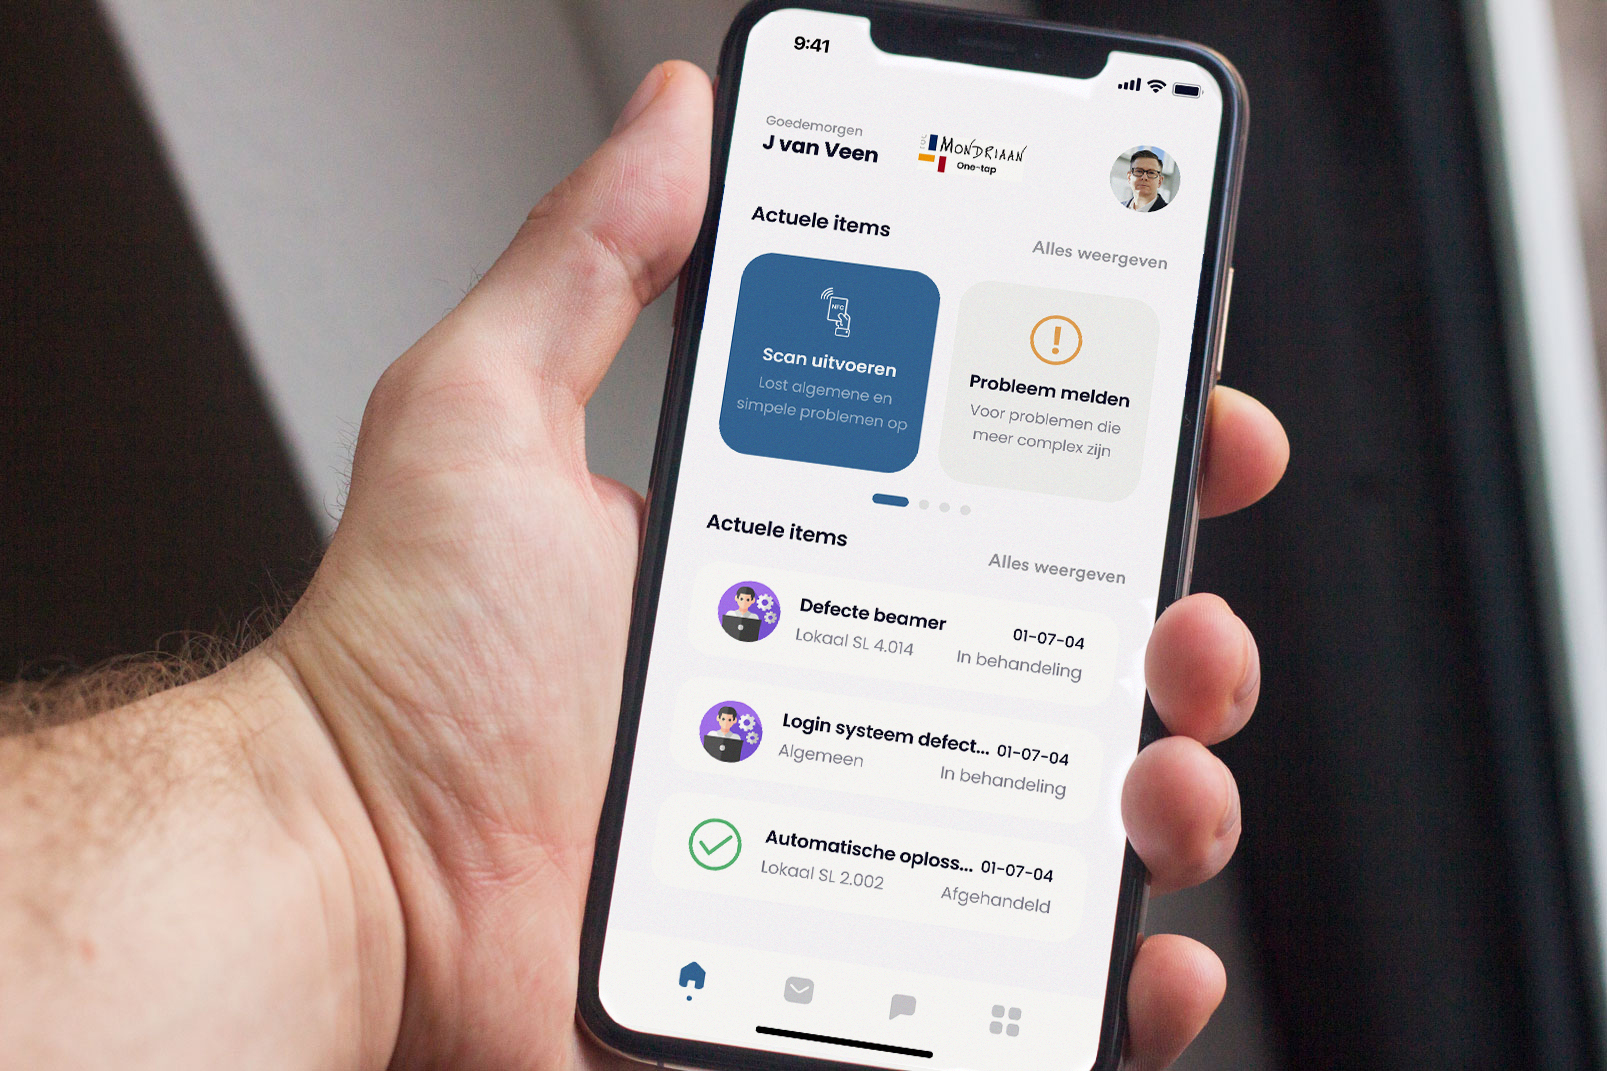 9:41
Goedemorgen
J van Veen
MONDRIAAN
One-tap
Actuele items
Alles weergeven
NFC
Scan uitvoeren
Lost algemene en
simpele problemen op
Probleem melden
Voor problemen die
meer complex zijn
Actuele items
Alles weergeven
Defecte beamer
01-07-04
Lokaal SL 4.014
In behandeling
Login systeem defect...
01-07-04
Algemeen
In behandeling
Automatische oploss...
01-07-04
Lokaal SL 2.002
Afgehandeld